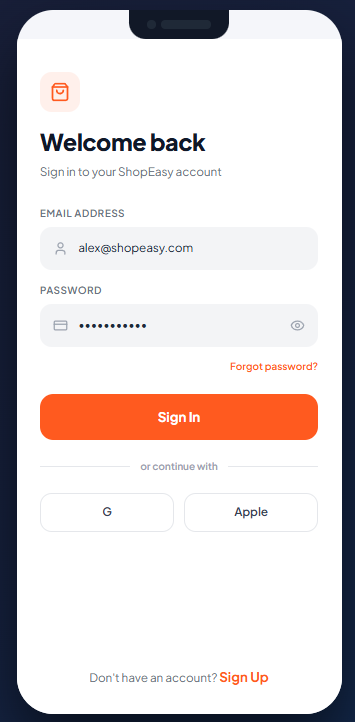 Welcome back
Sign in to your ShopEasy account
EMAIL ADDRESS
alex@shopeasy.com
PASSWORD
•••••••••••
Forgot password?
Sign In
or continue with
G
Apple
Don't have an account? Sign Up